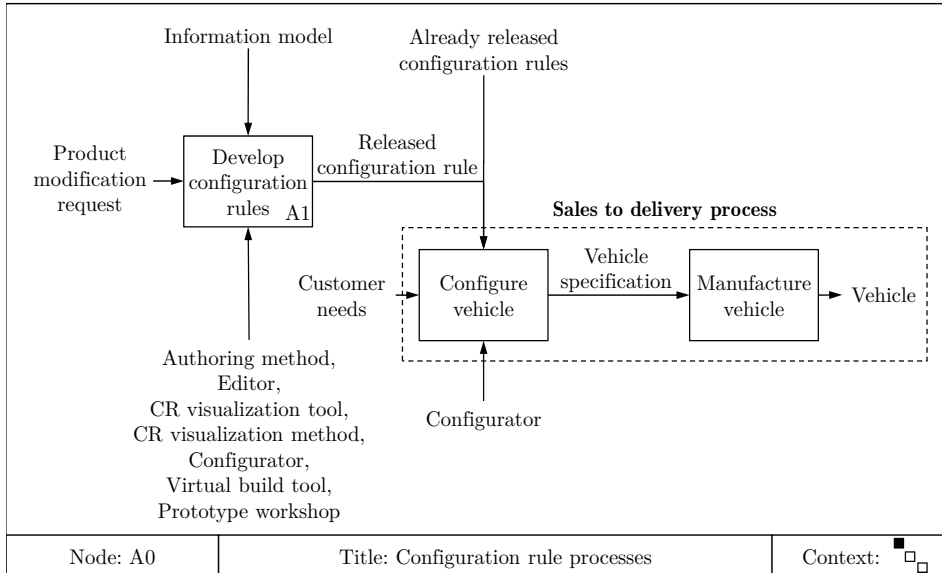 Information model
Already released
configuration rules
Product
modification
request
Develop
configuration
rules
A1
Released
configuration rule
Sales to delivery process
Customer
needs
Configure
vehicle
Vehicle
specification
Manufacture
vehicle
Vehicle
Authoring method,
Editor,
CR visualization tool,
CR visualization method,
Configurator,
Virtual build tool,
Prototype workshop
Configurator
Node: A0
Title: Configuration rule processes
Context: